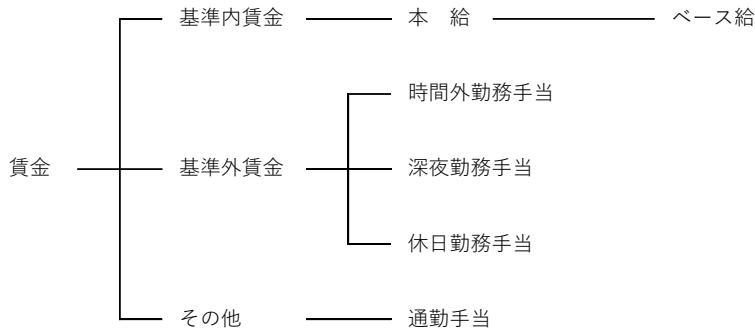 基準内賃金 本　給 ベース給
時間外勤務手当
賃金 基準外賃金 深夜勤務手当
休日勤務手当
その他 通勤手当